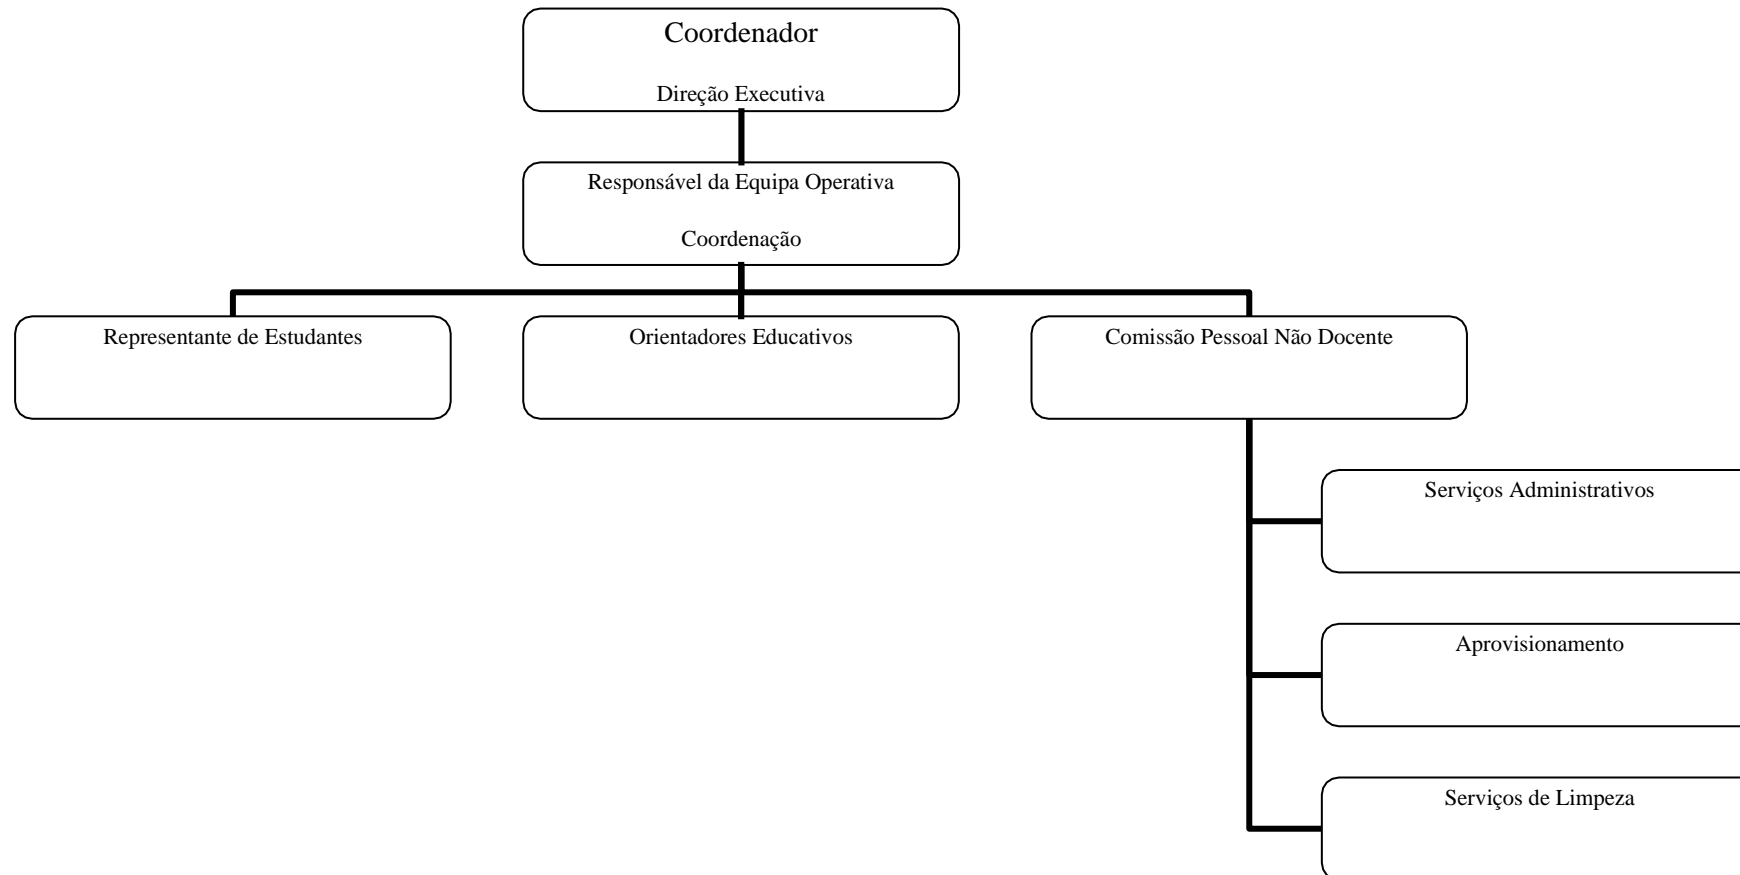 Coordenador
Direção Executiva
Responsável da Equipa Operativa
Coordenação
Representante de Estudantes
Orientadores Educativos
Comissão Pessoal Não Docente
Serviços Administrativos
Aprovisionamento
Serviços de Limpeza